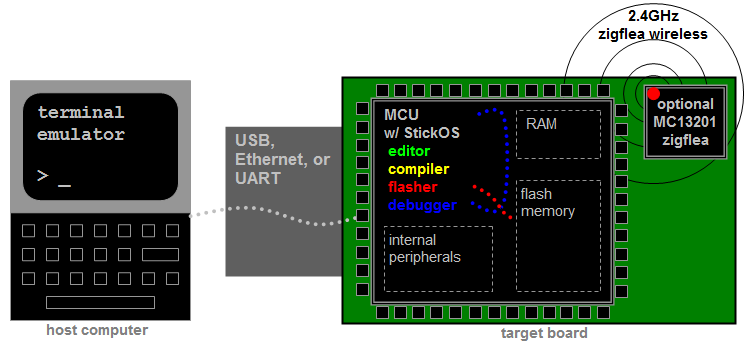 2.4GHz
zigflea wireless
terminal
emulator
> _
USB,
Ethernet, or
UART
MCU
w/ StickOS
editor
compiler
flasher
debugger
RAM
flash
memory
internal
peripherals
optional
MC13201
zigflea
host computer
target board